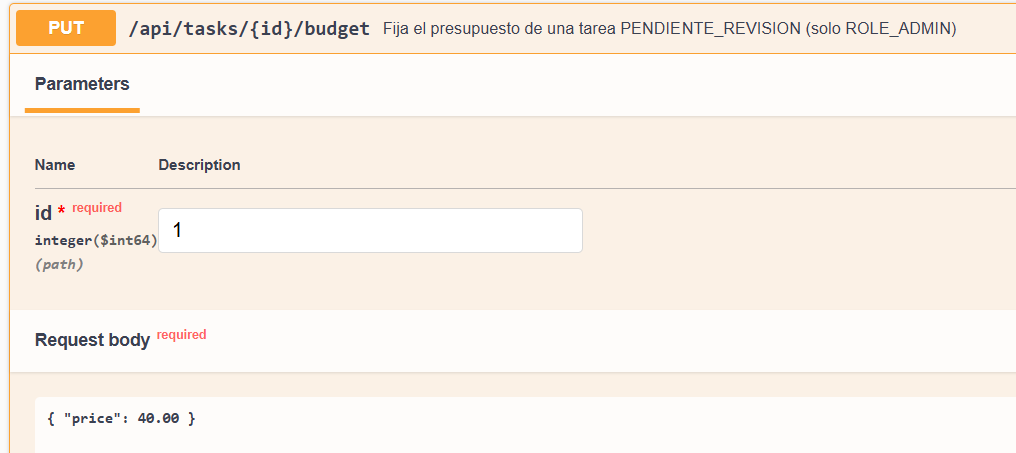 PUT /api/tasks/{id}/budget Fija el presupuesto de una tarea PENDIENTE_REVISION (solo ROLE_ADMIN)
Parameters
Name Description
id * required
integer($int64)
(path)
1
Request body required
{ "price": 40.00 }